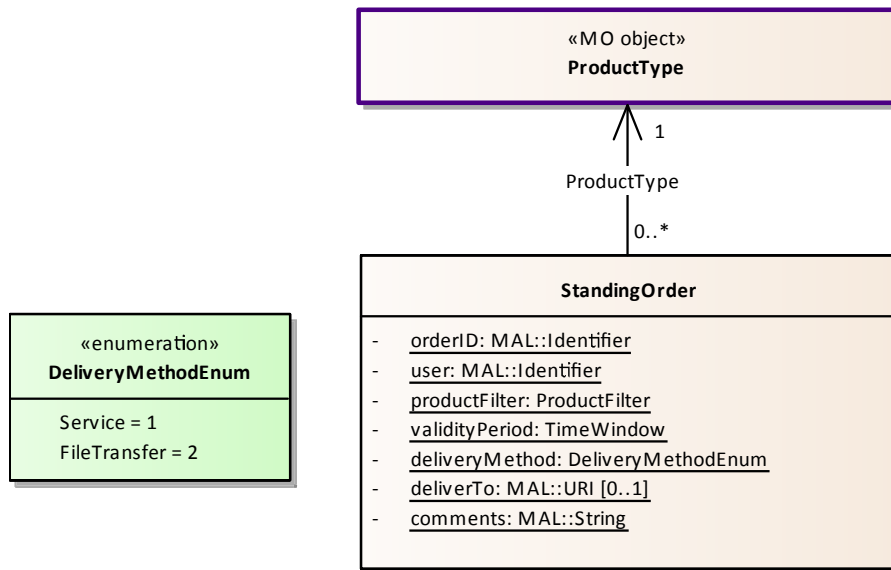 «MO object»
ProductType
1
ProductType
0..*
StandingOrder
- orderID: MAL::Identifier
- user: MAL::Identifier
- productFilter: ProductFilter
- validityPeriod: TimeWindow
- deliveryMethod: DeliveryMethodEnum
- deliverTo: MAL::URI [0..1]
- comments: MAL::String
«enumeration»
DeliveryMethodEnum
Service = 1
FileTransfer = 2